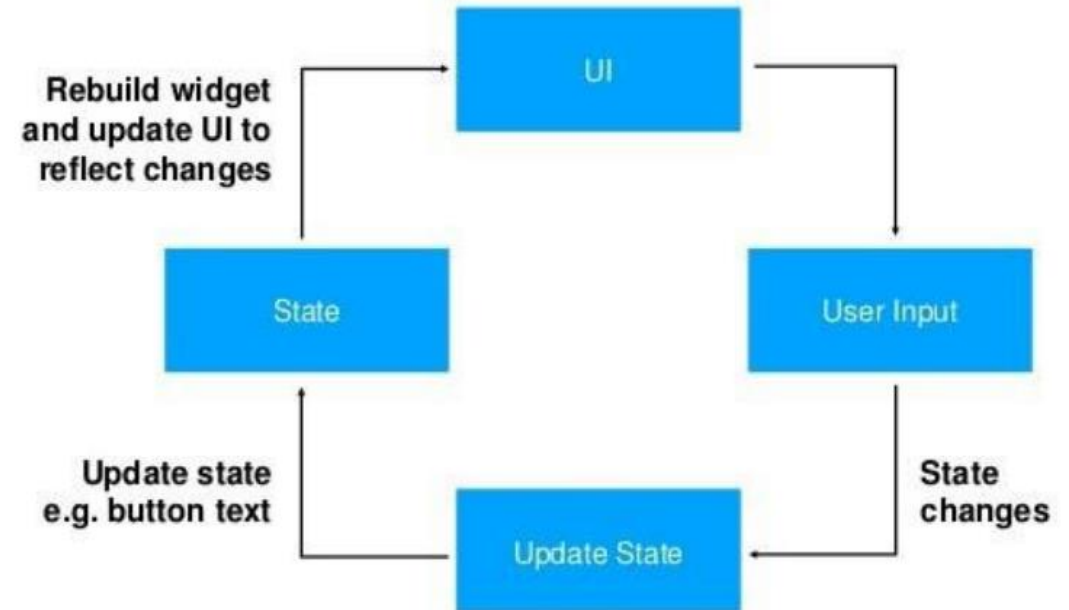 UI
Rebuild widget
and update UI to
reflect changes
State
User Input
Update state
e.g. button text
State
changes
Update State